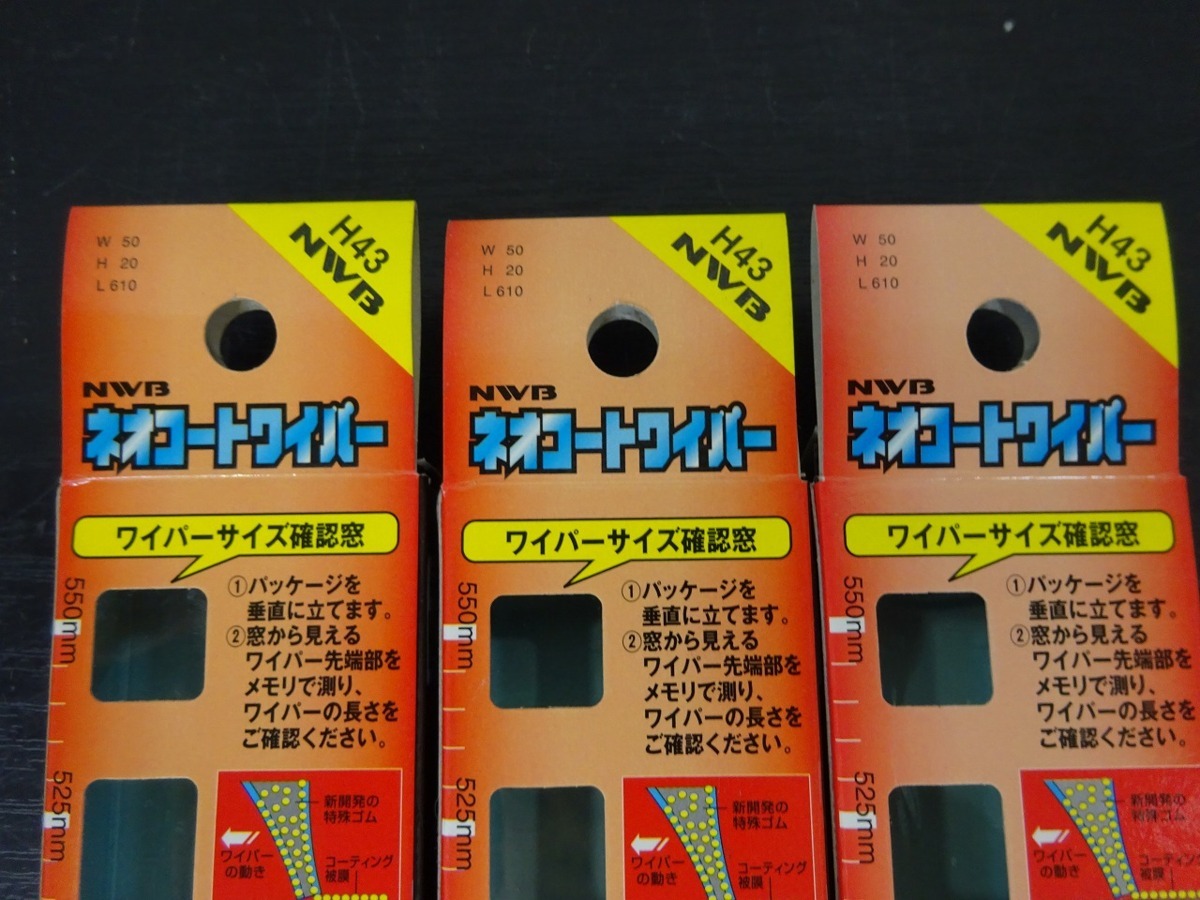 W 50
H 20
L 610
H43
NWB
NWB
ネオコートワイパー
ワイパーサイズ確認窓
550mm
①パッケージを
垂直に立てます。
②窓から見える
ワイパー先端部を
メモリで測り、
ワイパーの長さを
ご確認ください。
525mm
新開発の
特殊ゴム
ワイパー
の動き
コーティング
被膜
W 50
H 20
L 610
H43
NWB
NWB
ネオコートワイパー
ワイパーサイズ確認窓
550mm
①パッケージを
垂直に立てます。
②窓から見える
ワイパー先端部を
メモリで測り、
ワイパーの長さを
ご確認ください。
525mm
新開発の
特殊ゴム
ワイパー
の動き
コーティング
被膜
W 50
H 20
L 610
H43
NWB
NWB
ネオコートワイパー
ワイパーサイズ確認窓
550mm
①パッケージを
垂直に立てます。
②窓から見える
ワイパー先端部を
メモリで測り、
ワイパーの長さを
ご確認ください。
525mm
新開発の
特殊ゴム
ワイパー
の動き
コーティング
被膜